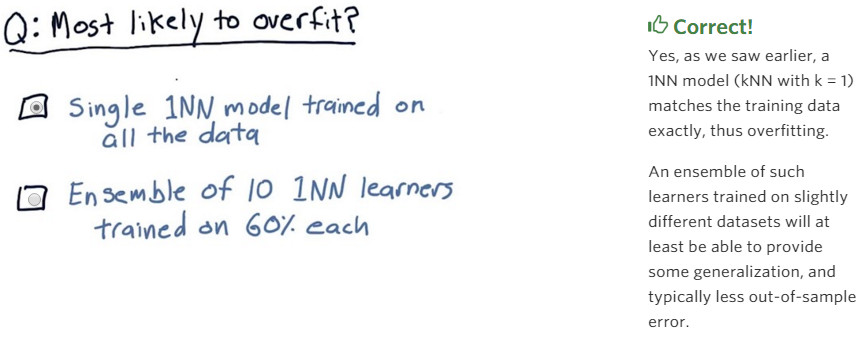 Q: Most likely to overfit?
Single 1NN model trained on
all the data
Ensemble of 10 1NN learners
trained on 60% each
Correct!
Yes, as we saw earlier, a
1NN model (kNN with k = 1)
matches the training data
exactly, thus overfitting.
An ensemble of such
learners trained on slightly
different datasets will at
least be able to provide
some generalization, and
typically less out-of-sample
error.